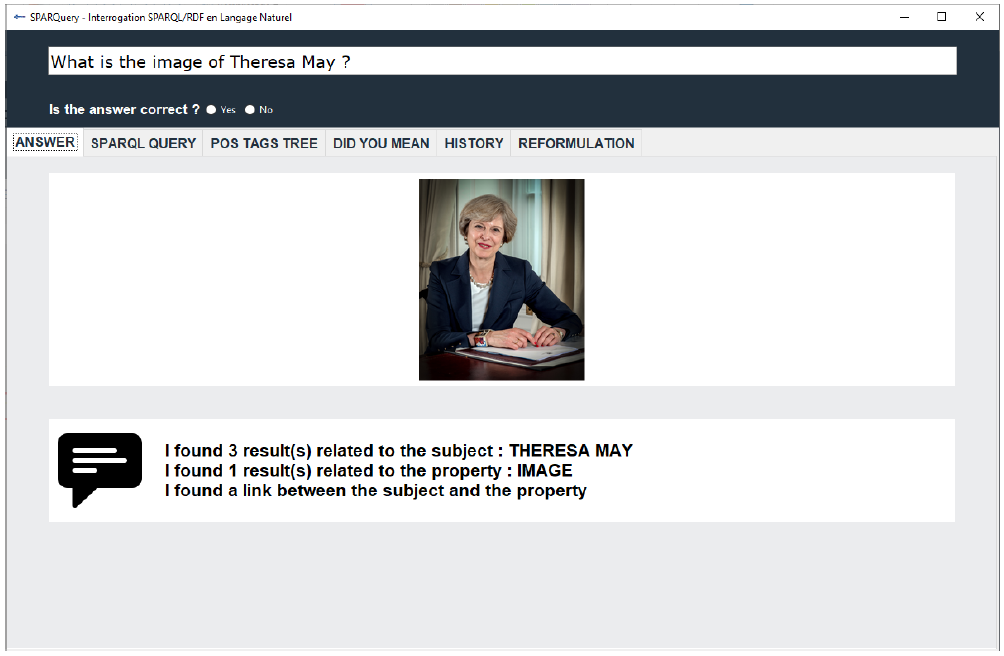 SPARQuery - Interrogation SPARQL/RDF en Langage Naturel
What is the image of Theresa May ?
Is the answer correct ? Yes No
ANSWER SPARQL QUERY POS TAGS TREE DID YOU MEAN HISTORY REFORMULATION
I found 3 result(s) related to the subject : THERESA MAY
I found 1 result(s) related to the property : IMAGE
I found a link between the subject and the property